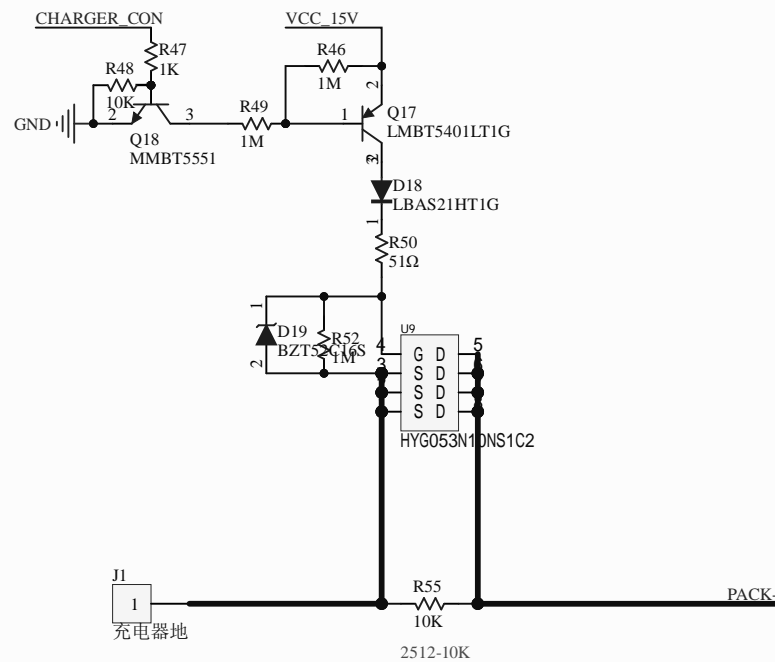 CHARGER_CON
VCC_15V
R47
1K
R46
1M
R48
10K
2
GND
2
3
R49
1M
1
Q17
LMBT5401LT1G
Q18
MMBT5551
D18
LBAS21HT1G
1
R50
51Ω
1
D19
BZT52C16S
2
R52
1M
U9
4
G D
5
3
S D
S D
S D
HYG053N10NS1C2
J1
1
充电器地
R55
10K
PACK-
2512-10K